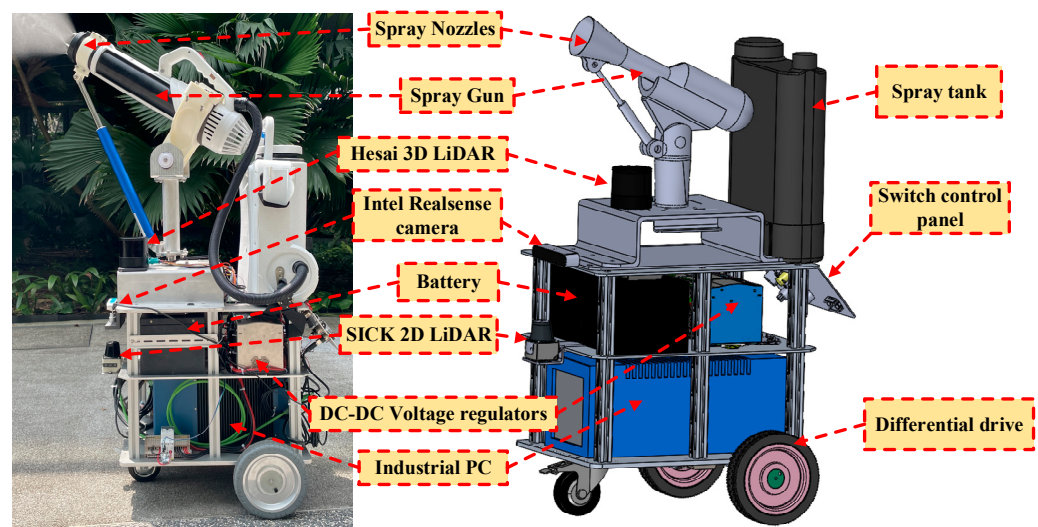 Spray Nozzles
Spray Gun
Spray tank
Hesai 3D LiDAR
Intel Realsense
camera
Switch control
panel
Battery
SICK 2D LiDAR
DC-DC Voltage regulators
Differential drive
Industrial PC